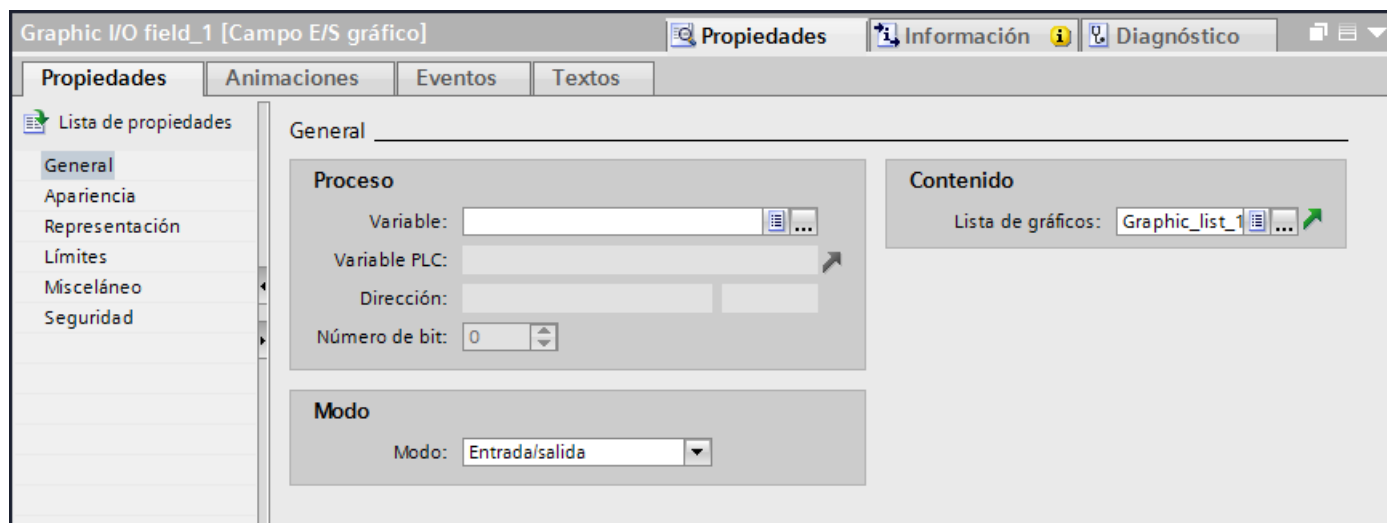 Graphic I/O field_1 [Campo E/S gráfico]
Propiedades
Información
Diagnóstico
Propiedades
Animaciones
Eventos
Textos
Lista de propiedades
General
Apariencia
Representación
Límites
Misceláneo
Seguridad
General
Proceso
Variable:
...
Variable PLC:
Dirección:
Número de bit: 0
Modo
Modo: Entrada/salida
Contenido
Lista de gráficos: Graphic_list_1 ...